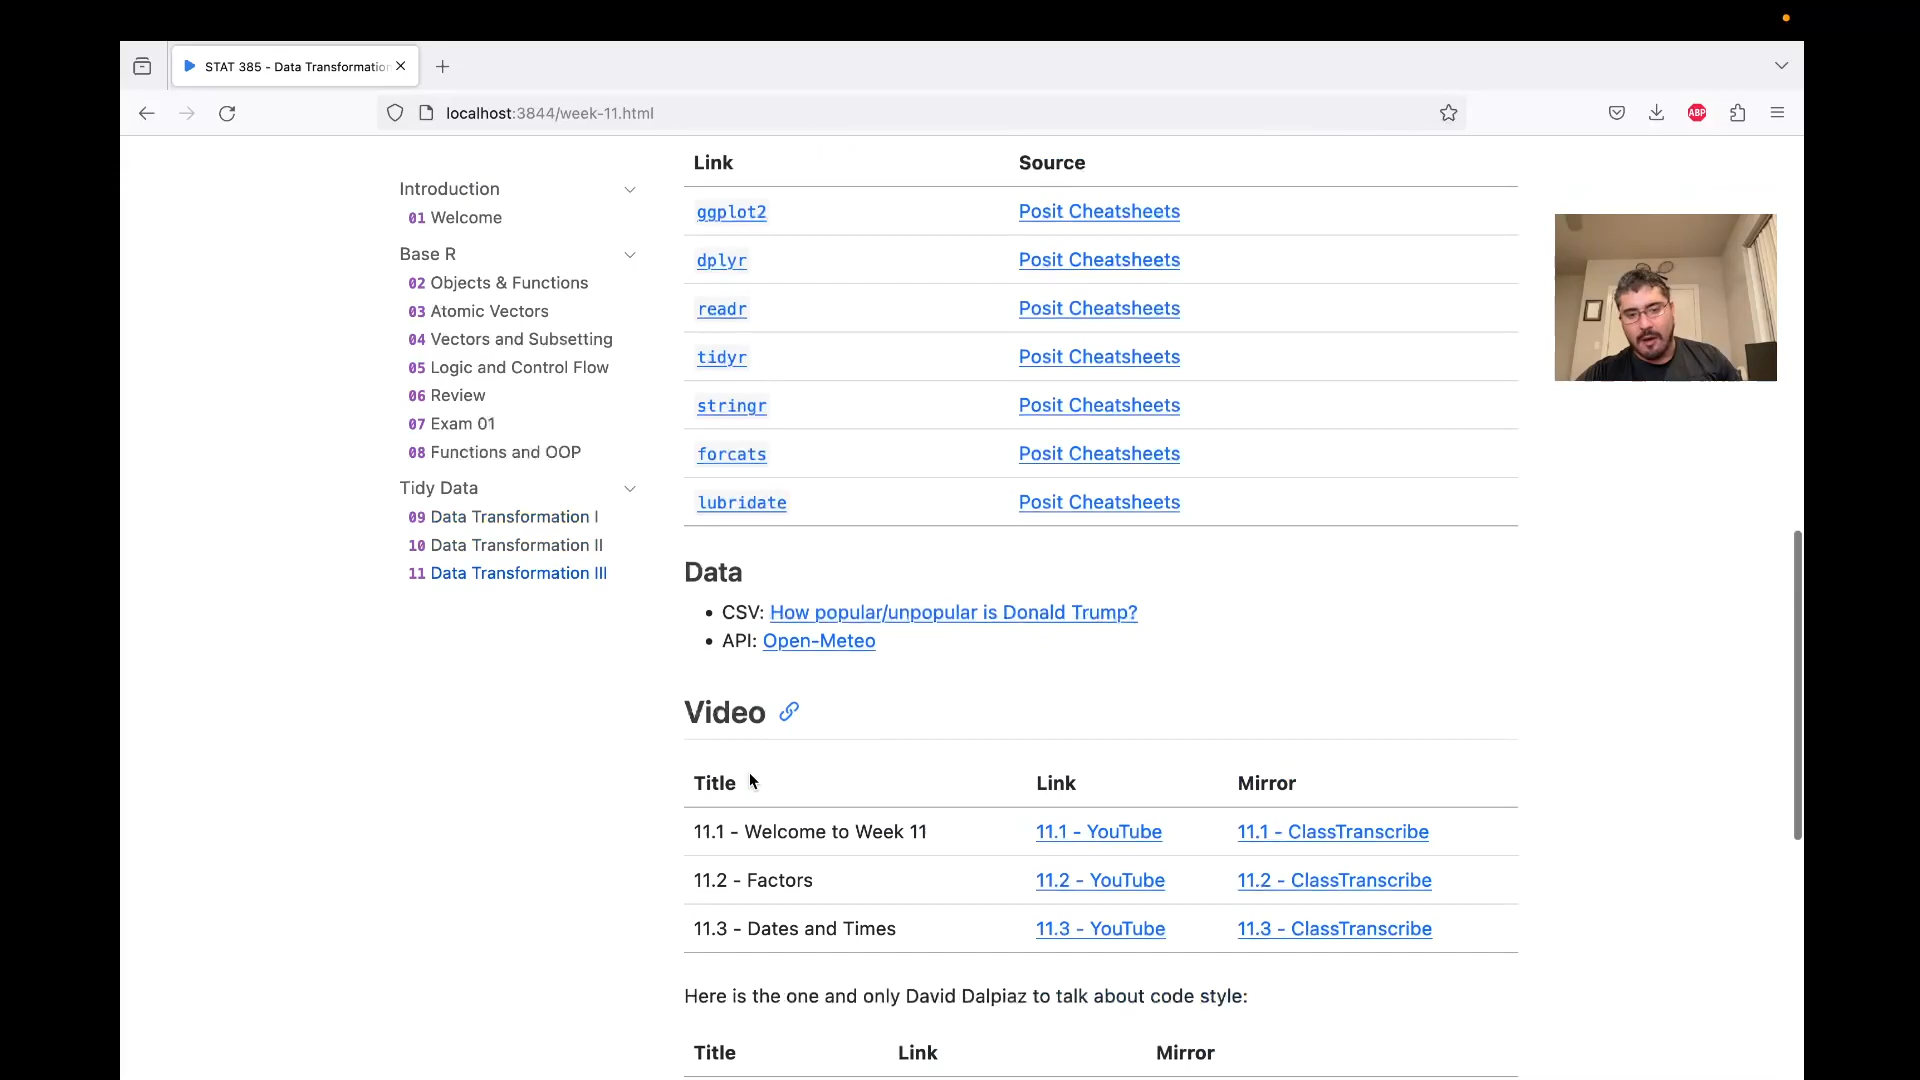 STAT 385 - Data Transformation
localhost:3844/week-11.html
ABP
Introduction
01 Welcome
Base R
02 Objects & Functions
03 Atomic Vectors
04 Vectors and Subsetting
05 Logic and Control Flow
06 Review
07 Exam 01
08 Functions and OOP
Tidy Data
09 Data Transformation I
10 Data Transformation II
11 Data Transformation III
Link Source
ggplot2 Posit Cheatsheets
dplyr Posit Cheatsheets
readr Posit Cheatsheets
tidyr Posit Cheatsheets
stringr Posit Cheatsheets
forcats Posit Cheatsheets
lubridate Posit Cheatsheets
Data
• CSV: How popular/unpopular is Donald Trump?
• API: Open-Meteo
Video
Title Link Mirror
11.1 - Welcome to Week 11 11.1 - YouTube 11.1 - ClassTranscribe
11.2 - Factors 11.2 - YouTube 11.2 - ClassTranscribe
11.3 - Dates and Times 11.3 - YouTube 11.3 - ClassTranscribe
Here is the one and only David Dalpiaz to talk about code style:
Title Link Mirror